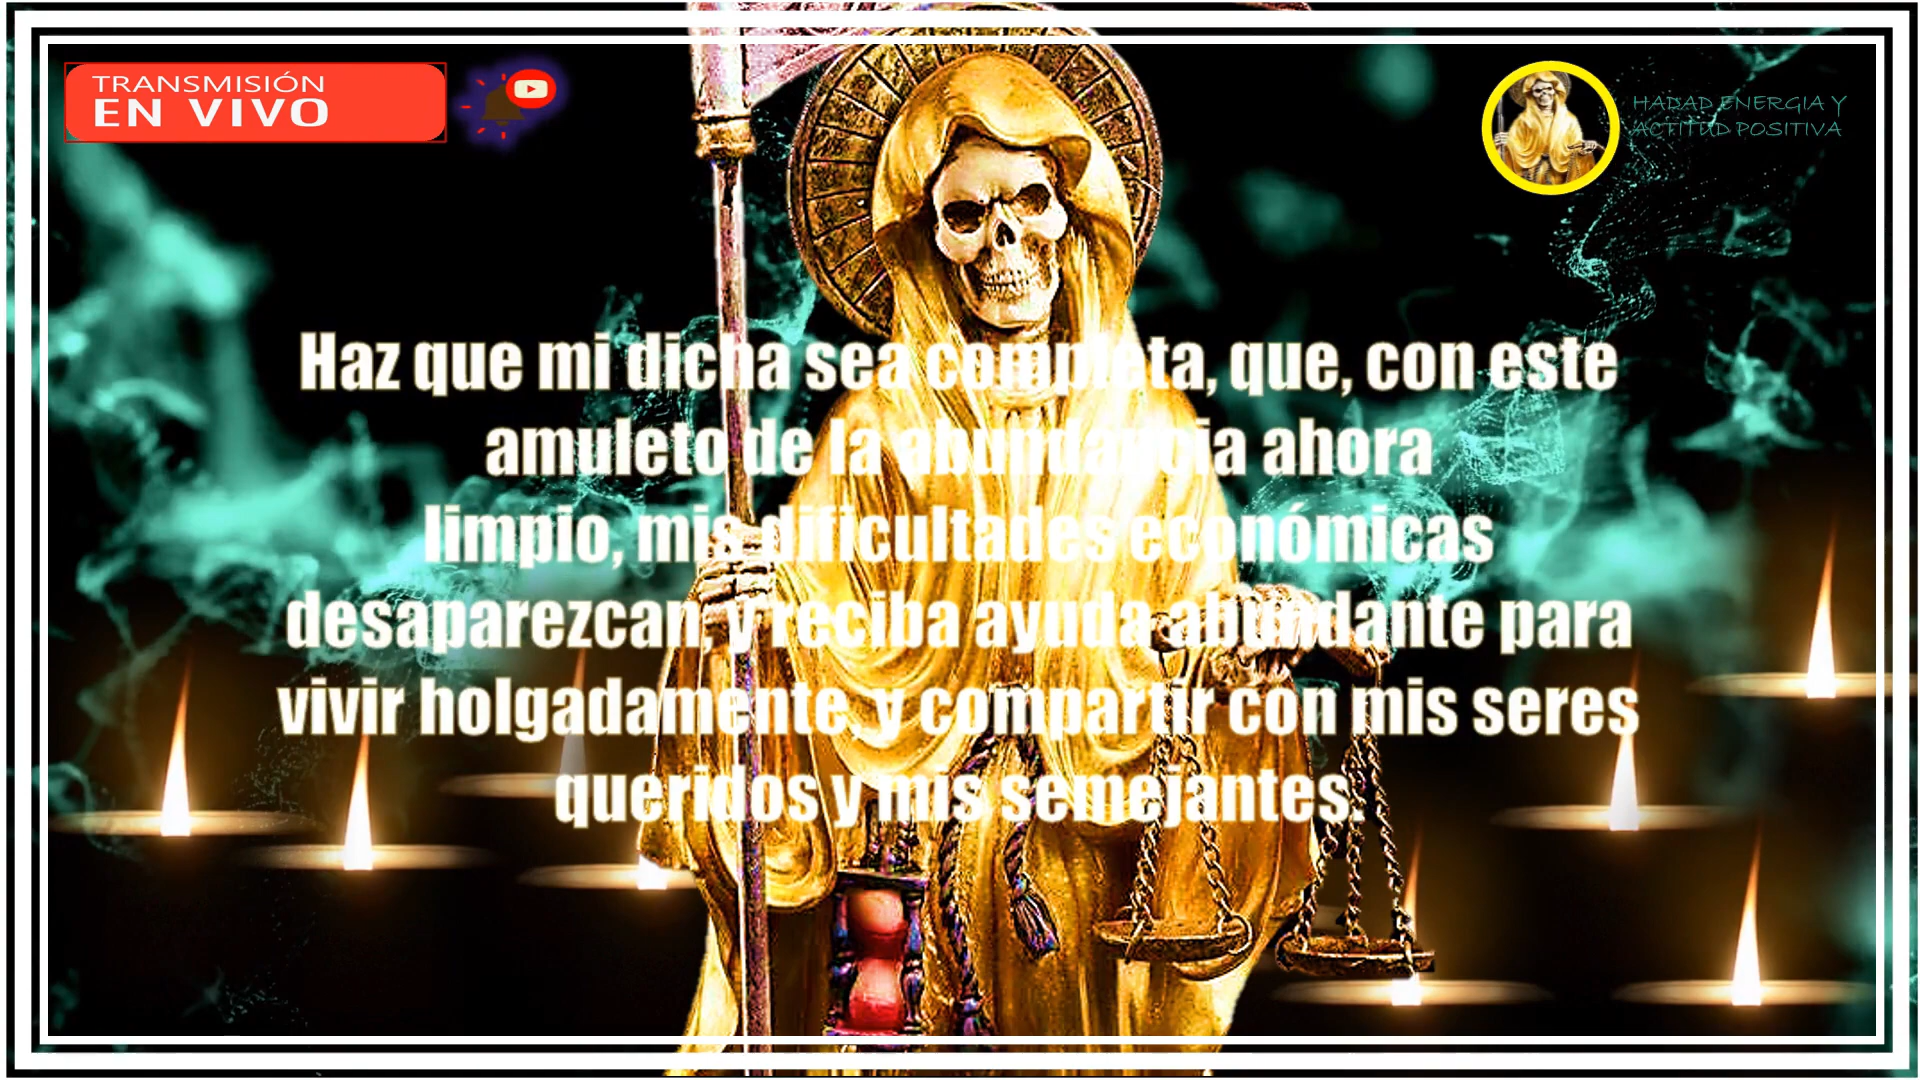 TRANSMISIÓN
EN VIVO
HADAD ENERGIA Y
ACTITUD POSITIVA
Haz que mi dicha sea completa, que, con este
amuleto de la abundancia ahora
limpio, mis dificultades económicas
desaparezcan, y reciba ayuda abundante para
vivir holgadamente, y compartir con mis seres
queridos y mis semejantes.